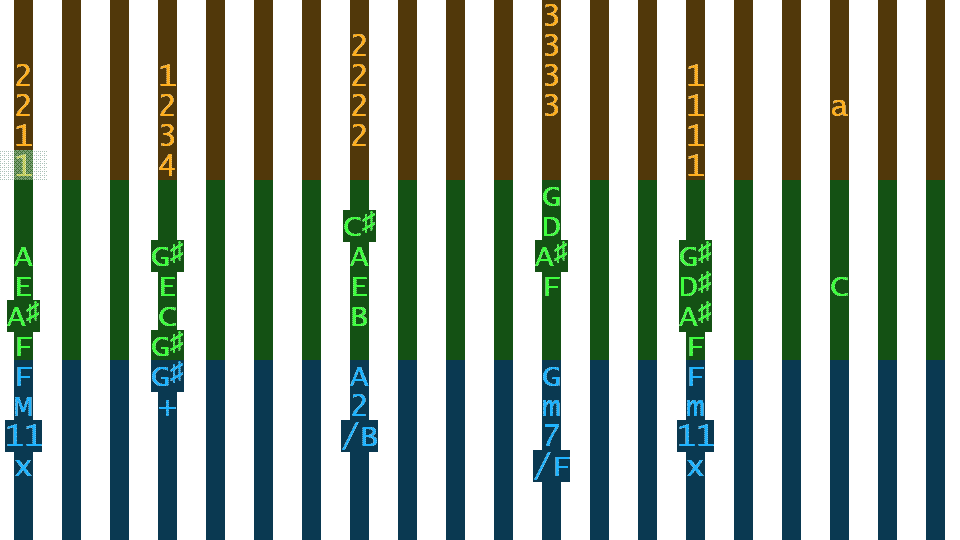 3
2 3
2 1 2 3 1
2 2 2 3 1 a
1 3 2 1
1 4 1
G
C♯ D
A G♯ A A♯ G♯
E E E F D♯ C
A♯ C B A♯
F G♯ F
F G♯ A G F
M + 2 m m
11 /B 7 11
x /F x